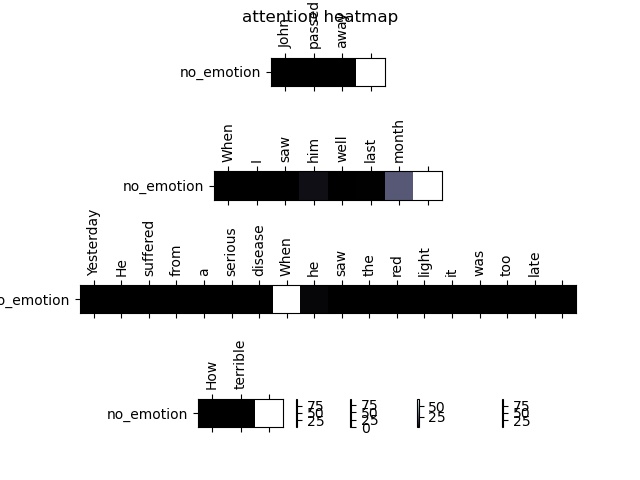 attention heatmap
John passed away
no_emotion
When I saw him well last month
no_emotion
Yesterday He suffered from a serious disease When he saw the red light it was too late
o_emotion
How terrible
no_emotion
75 50 25
75 50 25 0
50 25
75 50 25